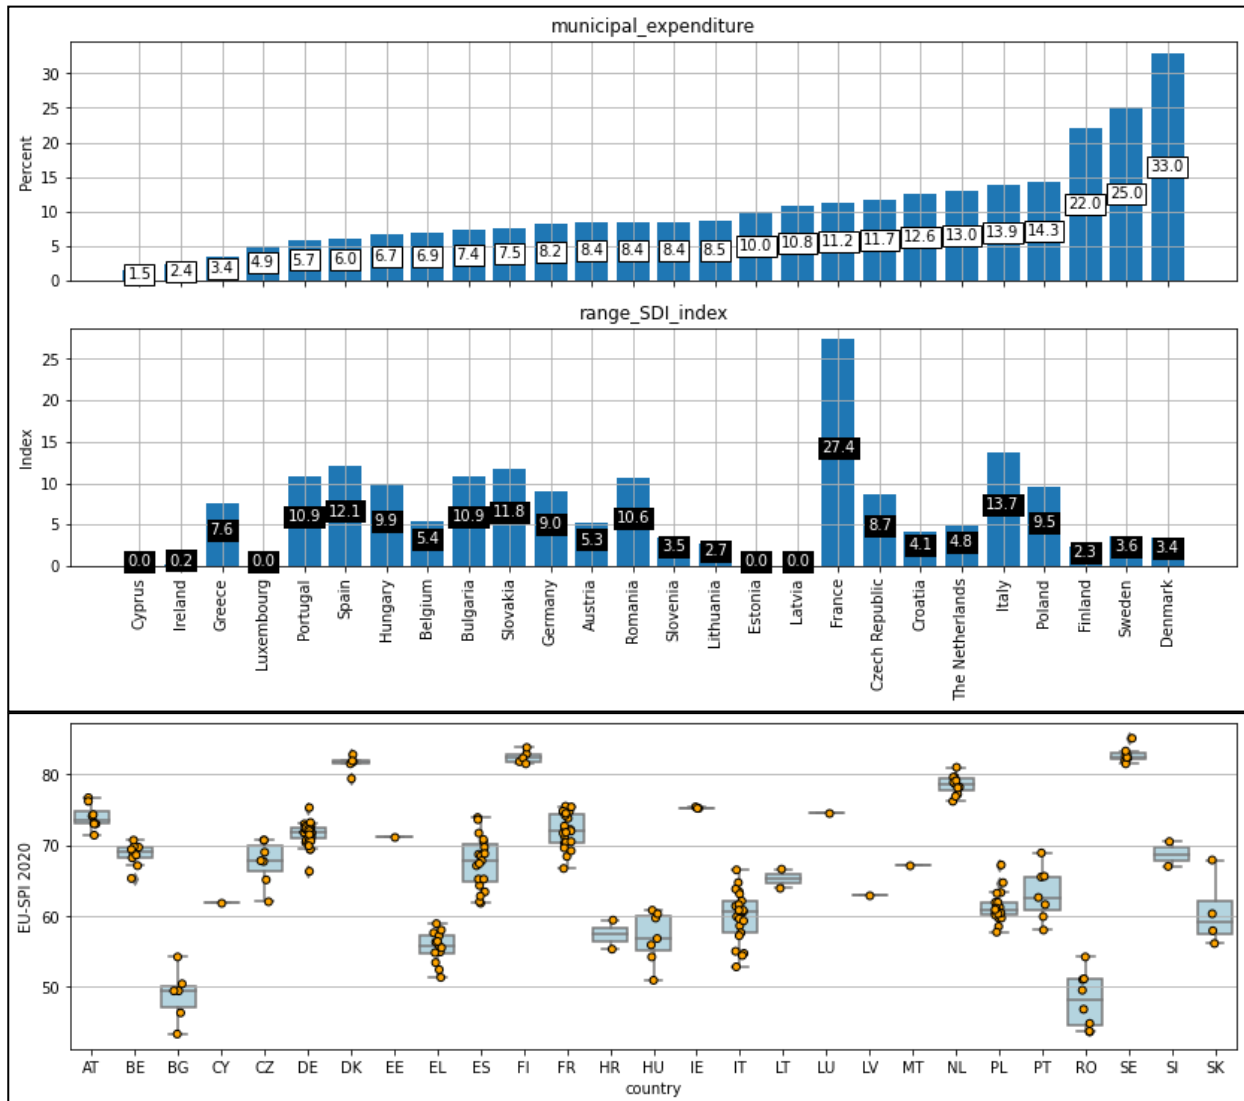 municipal_expenditure
Percent
30
25
20
15
10
5
0
1.5 2.4 3.4 4.9 5.7 6.0 6.7 6.9 7.4 7.5 8.2 8.4 8.4 8.4 8.5 10.0 10.8 11.2 11.7 12.6 13.0 13.9 14.3 22.0 25.0 33.0
range_SDI_index
Index
25
20
15
10
5
0
0.0 0.2 7.6 0.0 10.9 12.1 9.9 5.4 10.9 11.8 9.0 5.3 10.6 3.5 2.7 0.0 0.0 27.4 8.7 4.1 4.8 13.7 9.5 2.3 3.6 3.4
Cyprus
Ireland
Greece
Luxembourg
Portugal
Spain
Hungary
Belgium
Bulgaria
Slovakia
Germany
Austria
Romania
Slovenia
Lithuania
Estonia
Latvia
France
Czech Republic
Croatia
The Netherlands
Italy
Poland
Finland
Sweden
Denmark
EU-SPI 2020
80
70
60
50
AT BE BG CY CZ DE DK EE EL ES FI FR HR HU IE IT LT LU LV MT NL PL PT RO SE SI SK
country